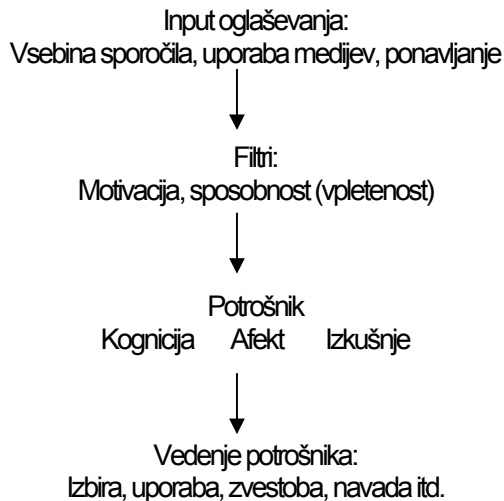 Input oglaševanja:
Vsebina sporočila, uporaba medijev, ponavljanje
Filtri:
Motivacija, sposobnost (vpletenost)
Potrošnik
Kognicija Afekt Izkušnje
Vedenje potrošnika:
Izbira, uporaba, zvestoba, navada itd.